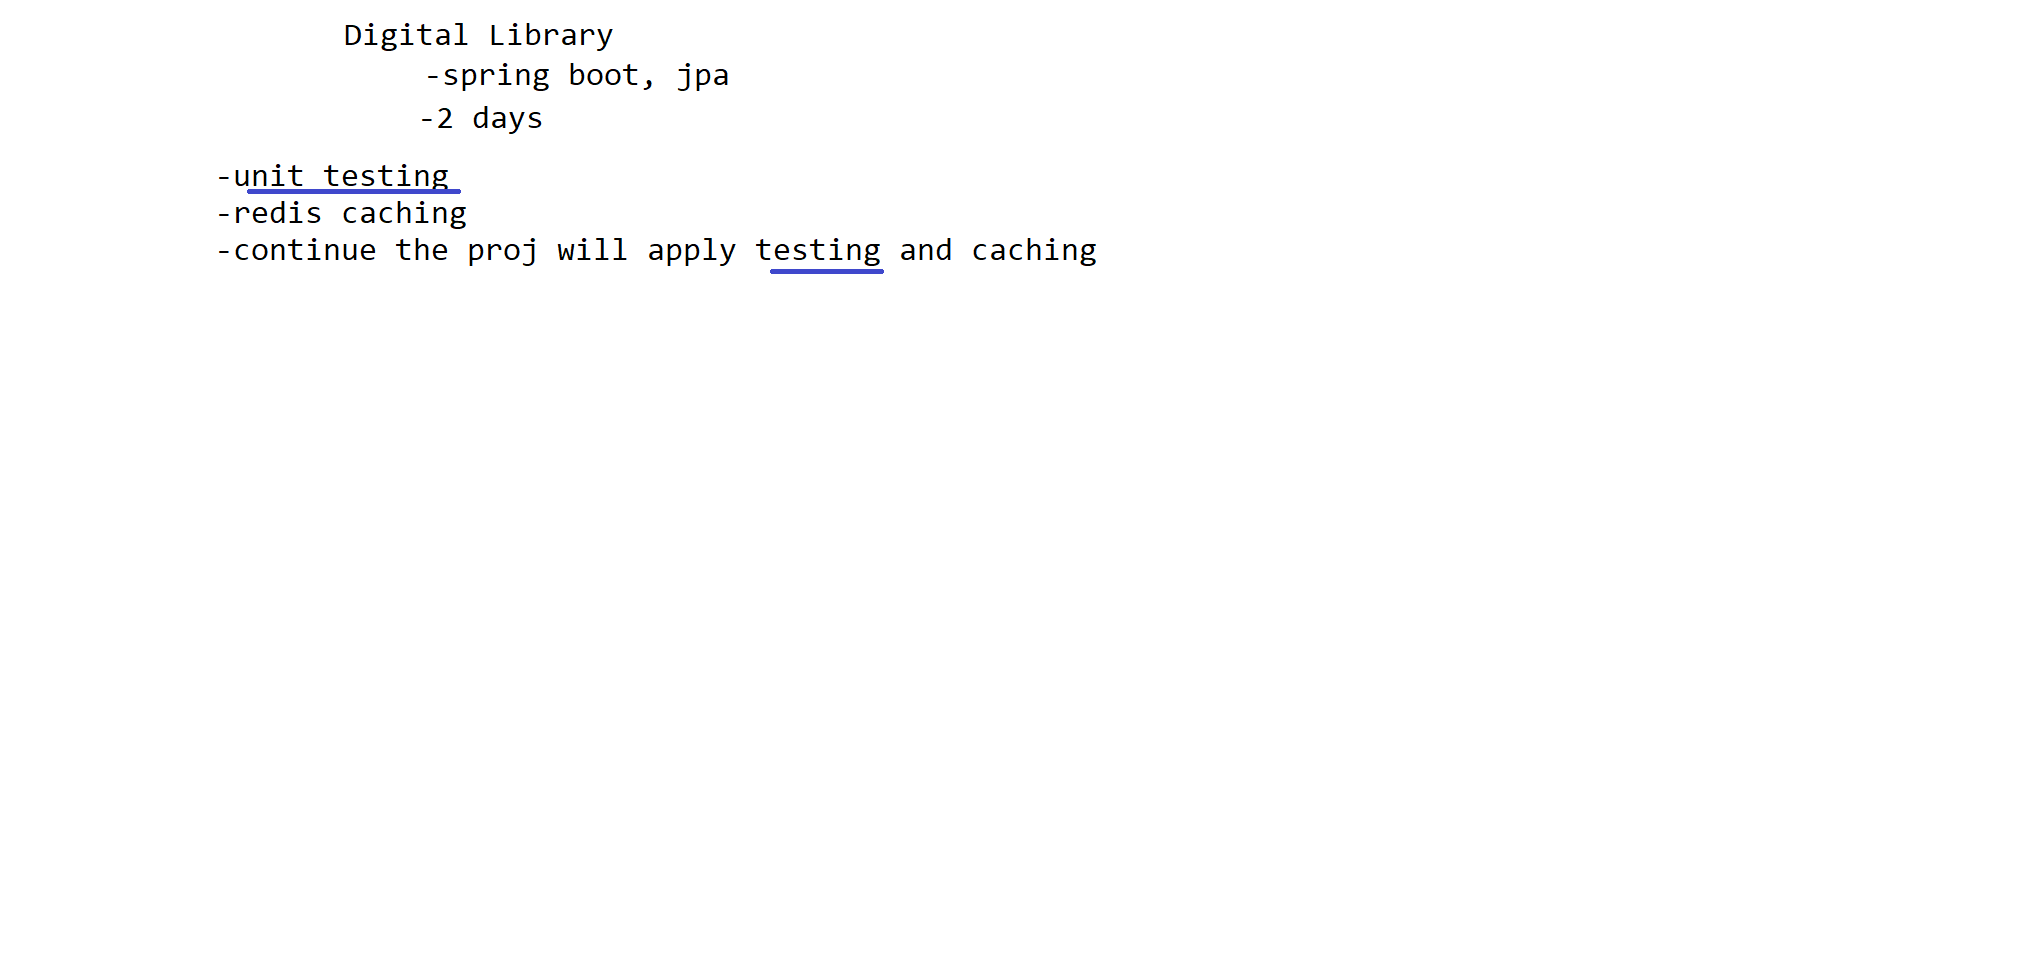 Digital Library
-spring boot, jpa
-2 days
-unit testing
-redis caching
-continue the proj will apply testing and caching